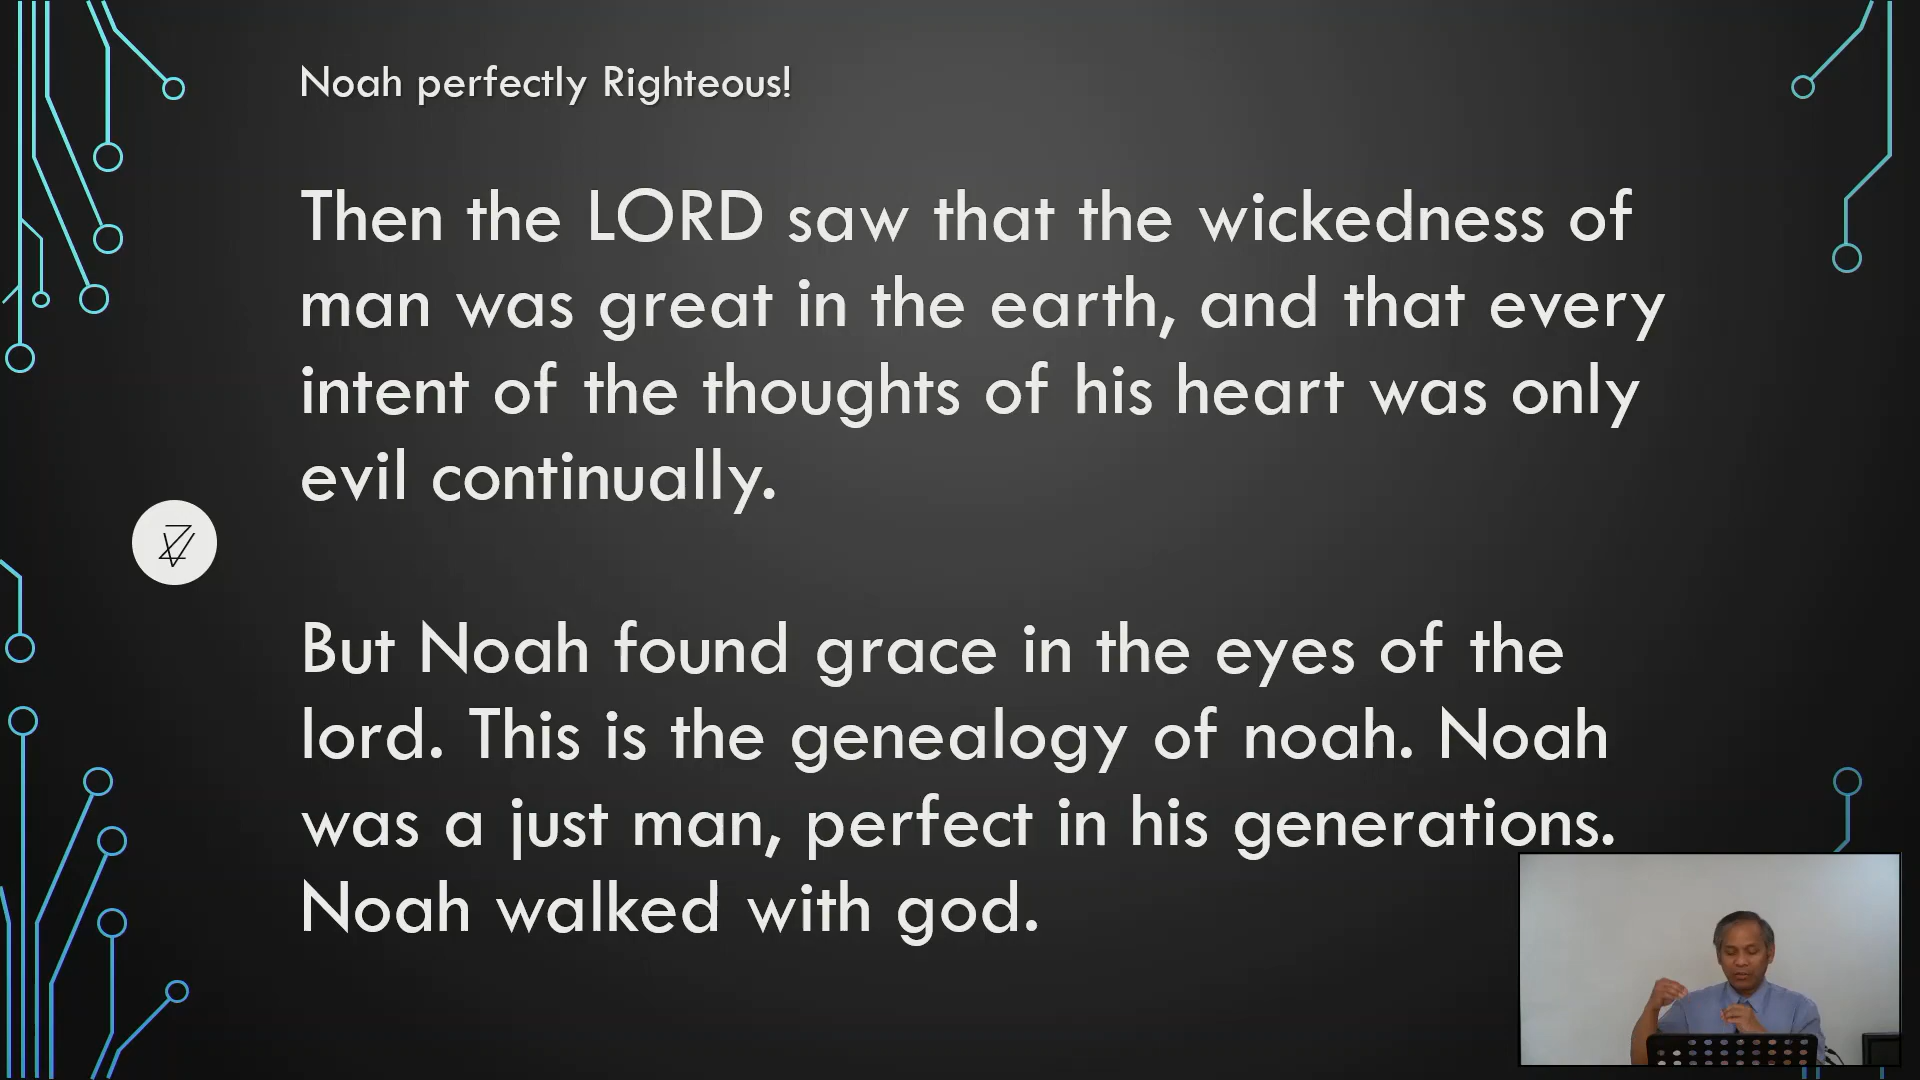 Noah perfectly Righteous!
Then the LORD saw that the wickedness of
man was great in the earth, and that every
intent of the thoughts of his heart was only
evil continually.
But Noah found grace in the eyes of the
lord. This is the genealogy of noah. Noah
was a just man, perfect in his generations.
Noah walked with god.